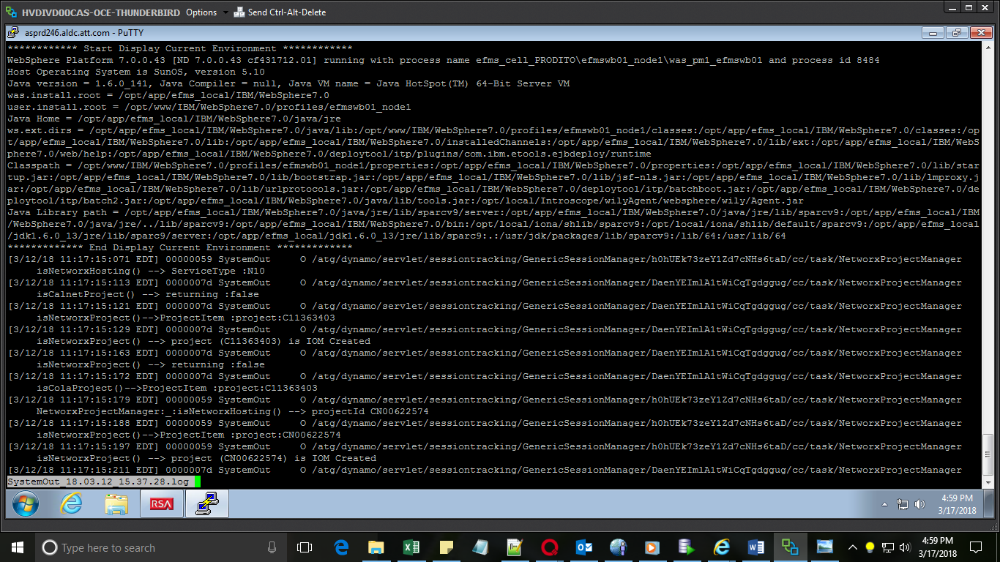 HVDIVD00CAS-OCE-THUNDERBIRD Options Send Ctrl-Alt-Delete
asprd246.aldc.att.com - PuTTY
************ Start Display Current Environment ************
WebSphere Platform 7.0.0.43 [ND 7.0.0.43 cf431712.01] running with process name efms_cell_PRODITO\efmswb01_node1\was_pm1_efmswb01 and process id 8484
Host Operating System is SunOS, version 5.10
Java version = 1.6.0_141, Java Compiler = null, Java VM name = Java HotSpot(TM) 64-Bit Server VM
was.install.root = /opt/app/efms_local/IBM/WebSphere7.0
user.install.root = /opt/www/IBM/WebSphere7.0/profiles/efmswb01_node1
Java Home = /opt/app/efms_local/IBM/WebSphere7.0/java/jre
ws.ext.dirs = /opt/app/efms_local/IBM/WebSphere7.0/java/lib:/opt/www/IBM/WebSphere7.0/profiles/efmswb01_node1/classes:/opt/app/efms_local/IBM/WebSphere7.0/classes:/op
t/app/efms_local/IBM/WebSphere7.0/lib:/opt/app/efms_local/IBM/WebSphere7.0/installedChannels:/opt/app/efms_local/IBM/WebSphere7.0/lib/ext:/opt/app/efms_local/IBM/WebS
phere7.0/web/help:/opt/app/efms_local/IBM/WebSphere7.0/deploytool/itp/plugins/com.ibm.etools.ejbdeploy/runtime
Classpath = /opt/www/IBM/WebSphere7.0/profiles/efmswb01_node1/properties:/opt/app/efms_local/IBM/WebSphere7.0/properties:/opt/app/efms_local/IBM/WebSphere7.0/lib/star
tup.jar:/opt/app/efms_local/IBM/WebSphere7.0/lib/bootstrap.jar:/opt/app/efms_local/IBM/WebSphere7.0/lib/jsf-nls.jar:/opt/app/efms_local/IBM/WebSphere7.0/lib/lmproxy.j
ar:/opt/app/efms_local/IBM/WebSphere7.0/lib/urlprotocols.jar:/opt/app/efms_local/IBM/WebSphere7.0/deploytool/itp/batchboot.jar:/opt/app/efms_local/IBM/WebSphere7.0/de
ploytool/itp/batch2.jar:/opt/app/efms_local/IBM/WebSphere7.0/java/lib/tools.jar:/opt/local/Introscope/wilyAgent/websphere/wily/Agent.jar
Java Library path = /opt/app/efms_local/IBM/WebSphere7.0/java/jre/lib/sparcv9/server:/opt/app/efms_local/IBM/WebSphere7.0/java/jre/lib/sparcv9:/opt/app/efms_local/IBM
/WebSphere7.0/java/jre/../lib/sparcv9:/opt/app/efms_local/IBM/WebSphere7.0/bin:/opt/local/iona/shlib/sparcv9:/opt/local/iona/shlib/default/sparcv9:/opt/app/efms_local
/jdk1.6.0_13/jre/lib/sparc9/server:/opt/app/efms_local/jdk1.6.0_13/jre/lib/sparc9:.:/usr/jdk/packages/lib/sparcv9:/lib/64:/usr/lib/64
************* End Display Current Environment *************
[3/12/18 11:17:15:071 EDT] 00000059 SystemOut O /atg/dynamo/servlet/sessiontracking/GenericSessionManager/h0hUEk73zeY1Zd7cNHs6taD/cc/task/NetworxProjectManager
isNetworxHosting() --> ServiceType :N10
[3/12/18 11:17:15:113 EDT] 0000007d SystemOut O /atg/dynamo/servlet/sessiontracking/GenericSessionManager/DaenYEImlA1tWiCqTgdggug/cc/task/NetworxProjectManager
isCalnetProject() --> returning :false
[3/12/18 11:17:15:121 EDT] 0000007d SystemOut O /atg/dynamo/servlet/sessiontracking/GenericSessionManager/DaenYEImlA1tWiCqTgdggug/cc/task/NetworxProjectManager
isNetworxProject()-->ProjectItem :project:C11363403
[3/12/18 11:17:15:129 EDT] 0000007d SystemOut O /atg/dynamo/servlet/sessiontracking/GenericSessionManager/DaenYEImlA1tWiCqTgdggug/cc/task/NetworxProjectManager
isNetworxProject() --> project (C11363403) is IOM Created
[3/12/18 11:17:15:163 EDT] 0000007d SystemOut O /atg/dynamo/servlet/sessiontracking/GenericSessionManager/DaenYEImlA1tWiCqTgdggug/cc/task/NetworxProjectManager
isNetworxProject() --> returning :false
[3/12/18 11:17:15:172 EDT] 0000007d SystemOut O /atg/dynamo/servlet/sessiontracking/GenericSessionManager/DaenYEImlA1tWiCqTgdggug/cc/task/NetworxProjectManager
isColaProject()-->ProjectItem :project:C11363403
[3/12/18 11:17:15:179 EDT] 00000059 SystemOut O /atg/dynamo/servlet/sessiontracking/GenericSessionManager/h0hUEk73zeY1Zd7cNHs6taD/cc/task/NetworxProjectManager
NetworxProjectManager:_:isNetworxHosting() --> projectId CN00622574
[3/12/18 11:17:15:188 EDT] 00000059 SystemOut O /atg/dynamo/servlet/sessiontracking/GenericSessionManager/h0hUEk73zeY1Zd7cNHs6taD/cc/task/NetworxProjectManager
isNetworxProject()-->ProjectItem :project:CN00622574
[3/12/18 11:17:15:197 EDT] 00000059 SystemOut O /atg/dynamo/servlet/sessiontracking/GenericSessionManager/h0hUEk73zeY1Zd7cNHs6taD/cc/task/NetworxProjectManager
isNetworxProject() --> project (CN00622574) is IOM Created
[3/12/18 11:17:15:211 EDT] 0000007d SystemOut O /atg/dynamo/servlet/sessiontracking/GenericSessionManager/DaenYEImlA1tWiCqTgdggug/cc/task/NetworxProjectManager
SystemOut_18.03.12_15.37.28.log
RSA
4:59 PM
3/17/2018
Type here to search
4:59 PM
3/17/2018